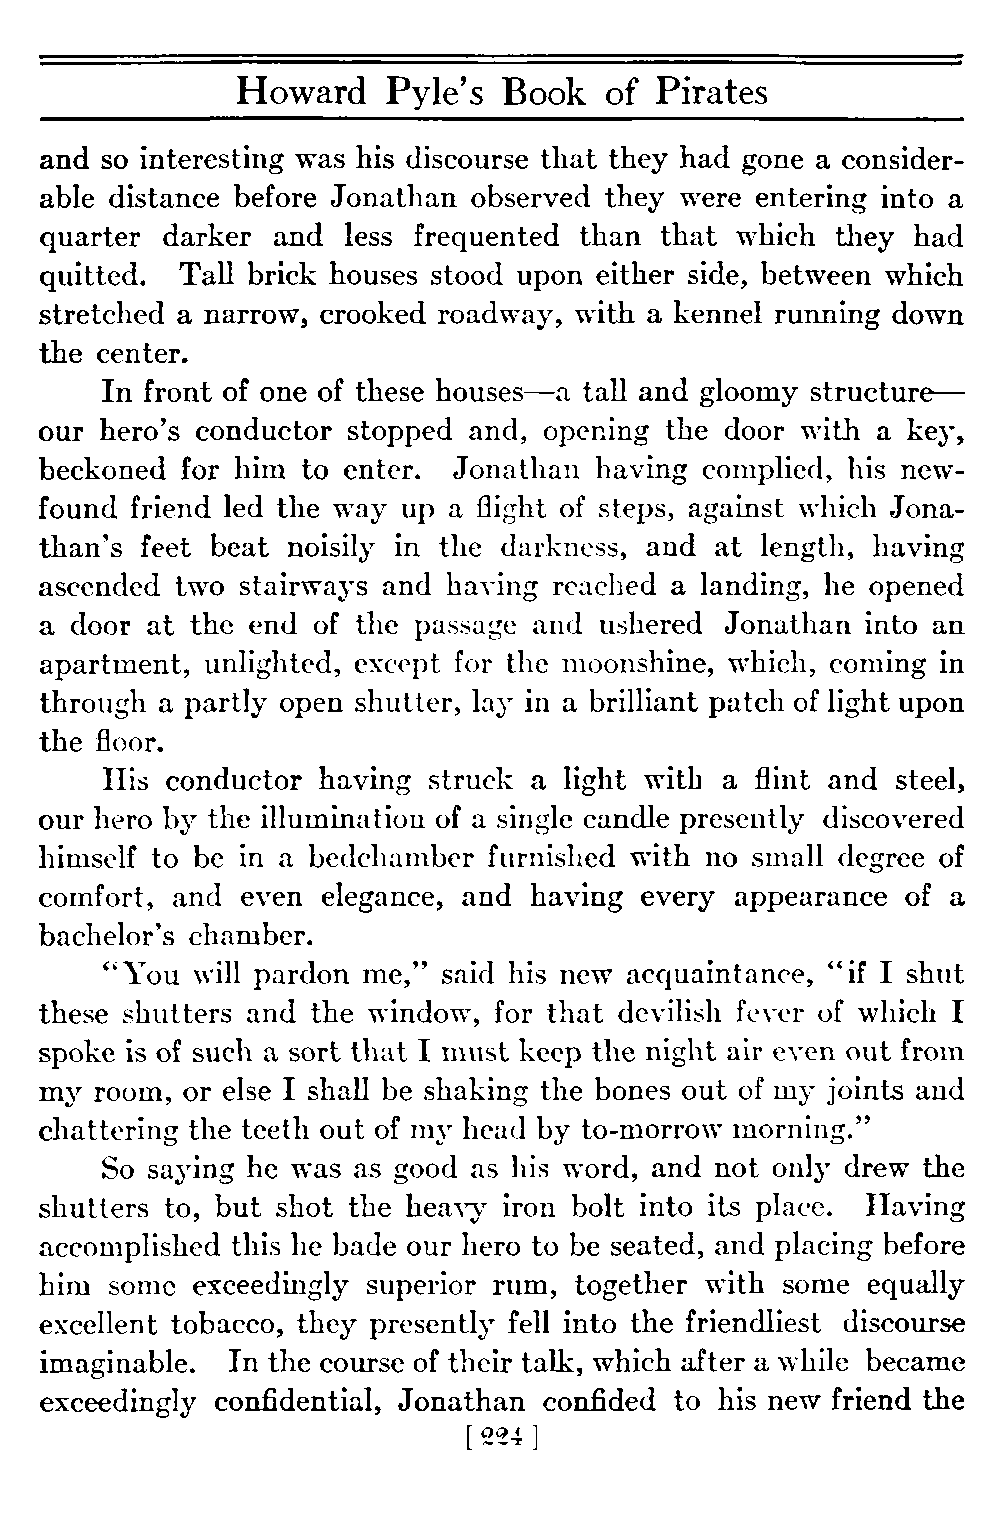 Howard Pyle's Book of Pirates
and so interesting was his discourse that they had gone a consider-
able distance before Jonathan observed they were entering into a
quarter darker and less frequented than that which they had
quitted. Tall brick houses stood upon either side, between which
stretched a narrow, crooked roadway, with a kennel running down
the center.
In front of one of these houses—a tall and gloomy structure—
our hero's conductor stopped and, opening the door with a key,
beckoned for him to enter. Jonathan having complied, his new-
found friend led the way up a flight of steps, against which Jona-
than's feet beat noisily in the darkness, and at length, having
ascended two stairways and having reached a landing, he opened
a door at the end of the passage and ushered Jonathan into an
apartment, unlighted, except for the moonshine, which, coming in
through a partly open shutter, lay in a brilliant patch of light upon
the floor.
His conductor having struck a light with a flint and steel,
our hero by the illumination of a single candle presently discovered
himself to be in a bedchamber furnished with no small degree of
comfort, and even elegance, and having every appearance of a
bachelor's chamber.
"You will pardon me," said his new acquaintance, "if I shut
these shutters and the window, for that devilish fever of which I
spoke is of such a sort that I must keep the night air even out from
my room, or else I shall be shaking the bones out of my joints and
chattering the teeth out of my head by to-morrow morning."
So saying he was as good as his word, and not only drew the
shutters to, but shot the heavy iron bolt into its place. Having
accomplished this he bade our hero to be seated, and placing before
him some exceedingly superior rum, together with some equally
excellent tobacco, they presently fell into the friendliest discourse
imaginable. In the course of their talk, which after a while became
exceedingly confidential, Jonathan confided to his new friend the
[ 224 ]